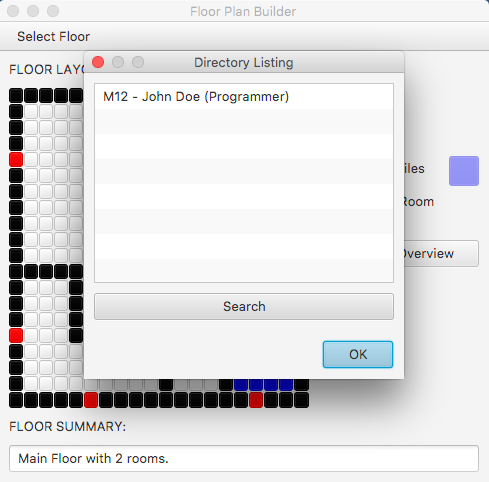 Floor Plan Builder
Select Floor
FLOOR LAYO
Directory Listing
M12 - John Doe (Programmer)
iles
Room
Overview
Search
OK
FLOOR SUMMARY:
Main Floor with 2 rooms.